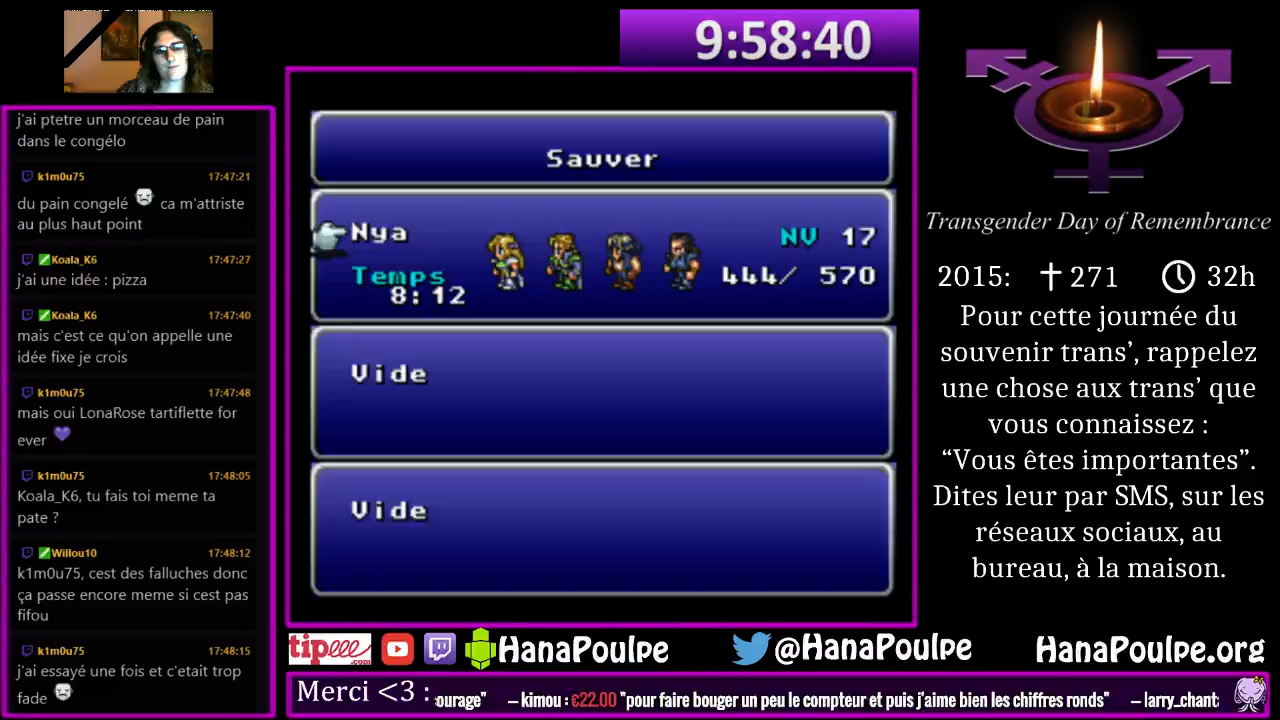 9:58:40
j'ai ptetre un morceau de pain
dans le congélo
k1m0u75 17:47:21
du pain congelé ca m'attriste
au plus haut point
Koala_K6 17:47:27
j'ai une idée : pizza
Koala_K6 17:47:40
mais c'est ce qu'on appelle une
idée fixe je crois
k1m0u75 17:47:48
mais oui LonaRose tartiflette for
ever
k1m0u75 17:48:05
Koala_K6, tu fais toi meme ta
pate ?
Willou10 17:48:12
k1m0u75, cest des falluches donc
ça passe encore meme si cest pas
fifou
k1m0u75 17:48:15
j'ai essayé une fois et c'etait trop
fade
Sauver
Nya NV 17
Temps 444/ 570
8:12
Vide
Vide
Transgender Day of Remembrance
2015: 271 32h
Pour cette journée du
souvenir trans’, rappelez
une chose aux trans’ que
vous connaissez :
“Vous êtes importantes”.
Dites leur par SMS, sur les
réseaux sociaux, au
bureau, à la maison.
tipeee.com HanaPoulpe @HanaPoulpe HanaPoulpe.org
Merci <3 : ourage" — kimou : €22.00 "pour faire bouger un peu le compteur et puis j'aime bien les chiffres ronds" — larry_chant